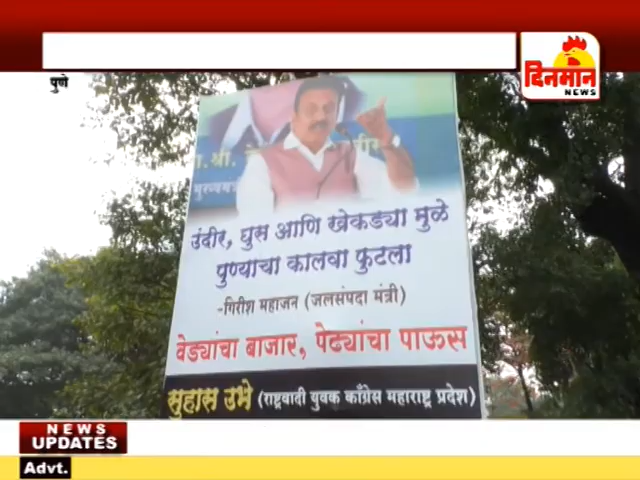 दिनमान
NEWS
पुणे
मुख्यमं
उंदीर, घुस आणि खेकड्या मुळे
पुण्याचा कालवा फुटला
-गिरीश महाजन (जलसंपदा मंत्री)
वेड्यांचा बाजार, पेढ्यांचा पाऊस
सुहास उभे (राष्ट्रवादी युवक काँग्रेस महाराष्ट्र प्रदेश)
NEWS
UPDATES
Advt.